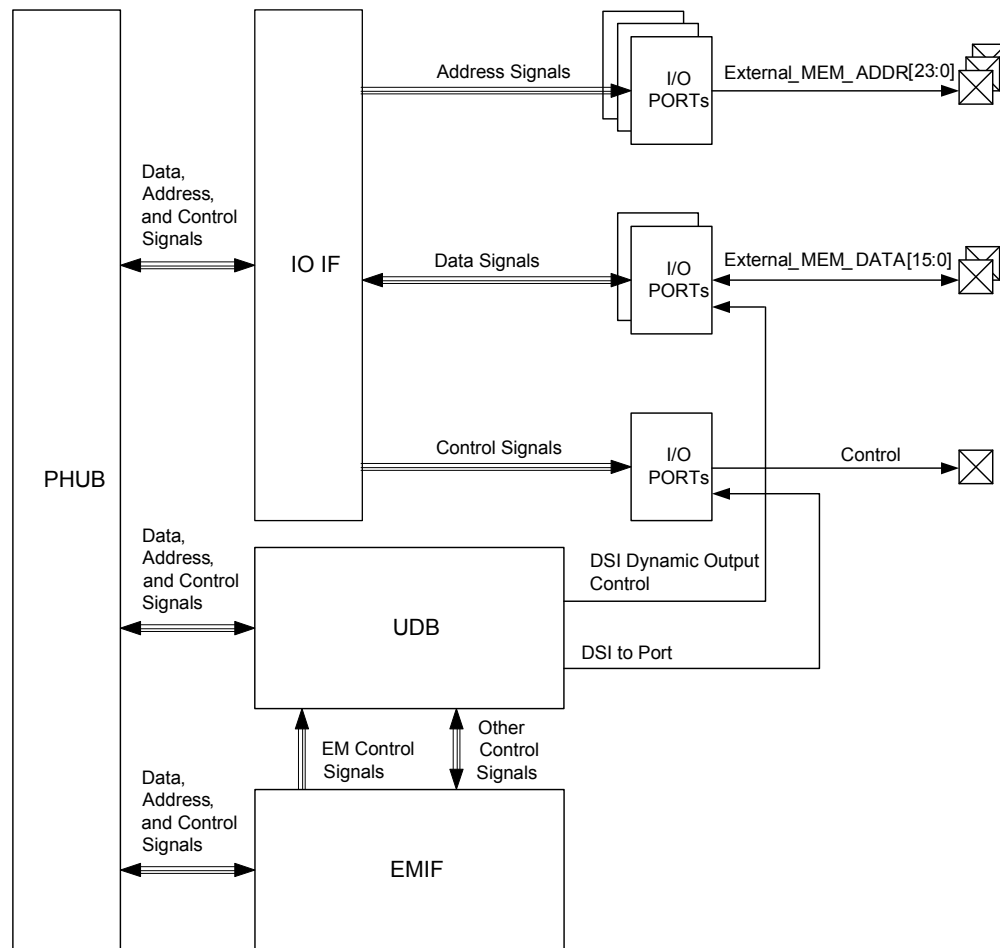 Address Signals
I/O
PORTs
External_MEM_ADDR[23:0]
Data,
Address,
and Control
Signals
IO IF
Data Signals
I/O
PORTs
External_MEM_DATA[15:0]
Control Signals
I/O
PORTs
Control
PHUB
Data,
Address,
and Control
Signals
UDB
DSI Dynamic Output
Control
DSI to Port
EM Control
Signals
Other
Control
Signals
Data,
Address,
and Control
Signals
EMIF